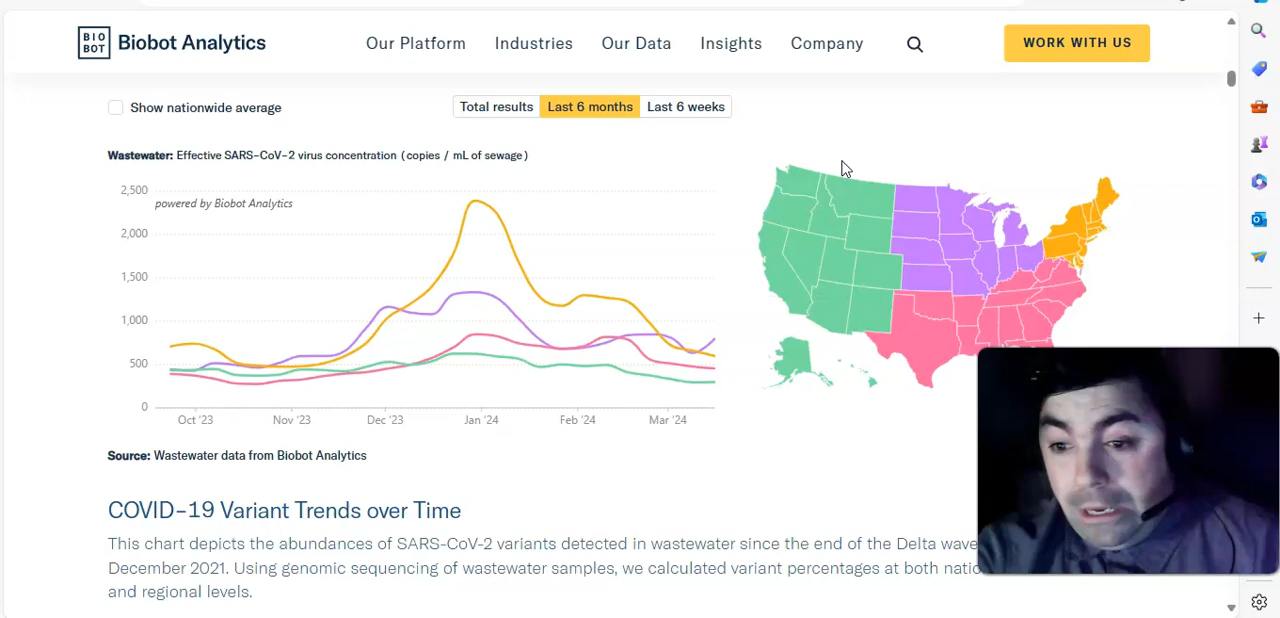 BIO
BOT
Biobot Analytics
Our Platform Industries Our Data Insights Company
WORK WITH US
Show nationwide average
Total results Last 6 months Last 6 weeks
Wastewater: Effective SARS-CoV-2 virus concentration (copies / mL of sewage)
2,500
powered by Biobot Analytics
2,000
1,500
1,000
500
0
Oct '23 Nov '23 Dec '23 Jan '24 Feb '24 Mar '24
Source: Wastewater data from Biobot Analytics
COVID-19 Variant Trends over Time
This chart depicts the abundances of SARS-CoV-2 variants detected in wastewater since the end of the Delta wave
December 2021. Using genomic sequencing of wastewater samples, we calculated variant percentages at both natio
and regional levels.